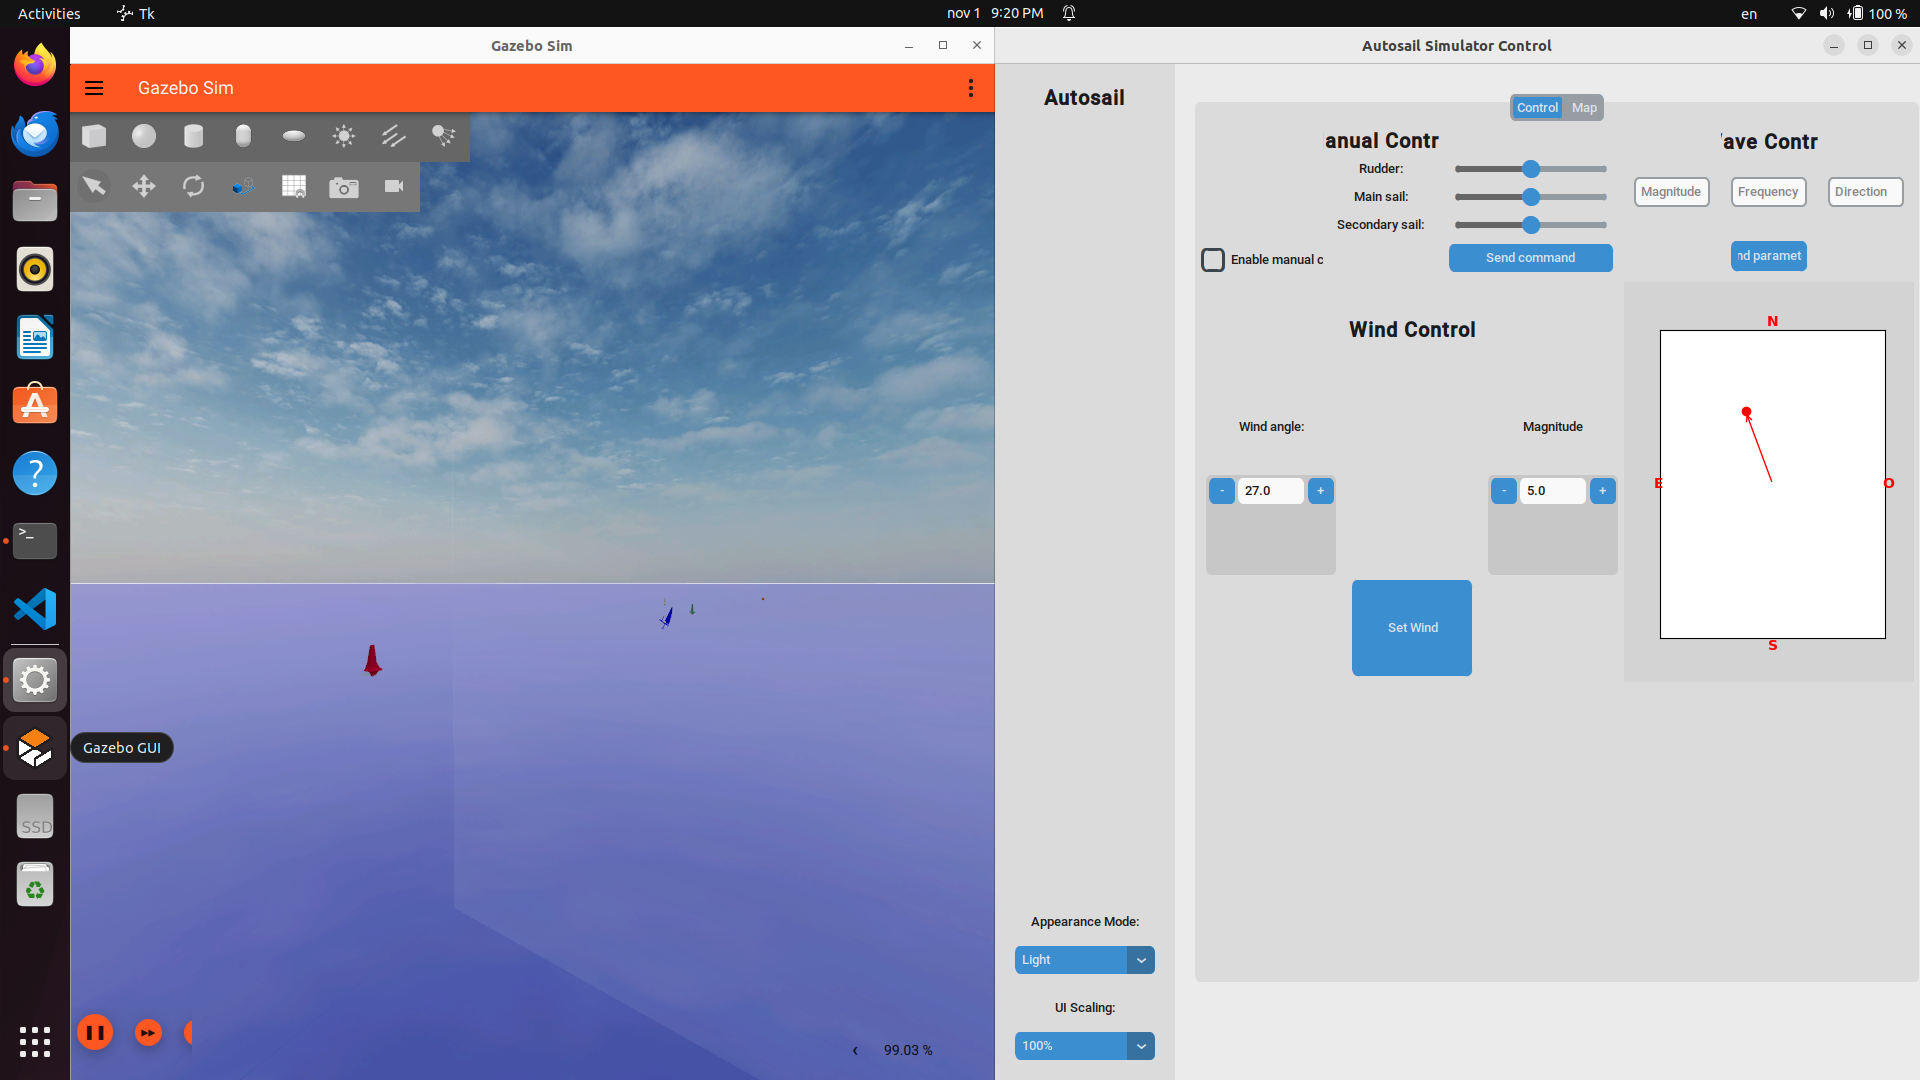 Activities
Tk
nov 1 9:20 PM
en
100 %
Gazebo Sim
Gazebo Sim
99.03 %
Gazebo GUI
SSD
Autosail Simulator Control
Autosail
Control
Map
anual Contr
Rudder:
Main sail:
Secondary sail:
Enable manual c
Send command
ave Contr
Magnitude
Frequency
Direction
nd paramet
Wind Control
Wind angle:
Magnitude
-
27.0
+
-
5.0
+
Set Wind
N
E
O
S
Appearance Mode:
Light
UI Scaling:
100%